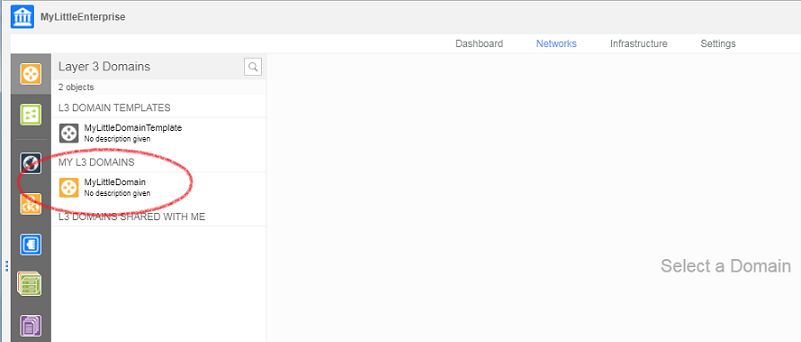 MyLittleEnterprise
Dashboard Networks Infrastructure Settings
Layer 3 Domains
2 objects
L3 DOMAIN TEMPLATES
MyLittleDomainTemplate
No description given
MY L3 DOMAINS
MyLittleDomain
No description given
L3 DOMAINS SHARED WITH ME
Select a Domain